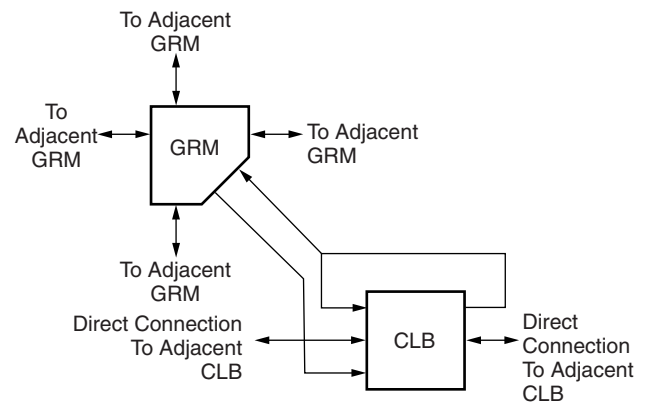 To Adjacent
GRM
To
Adjacent
GRM
GRM
To Adjacent
GRM
To Adjacent
GRM
Direct Connection
To Adjacent
CLB
CLB
Direct
Connection
To Adjacent
CLB